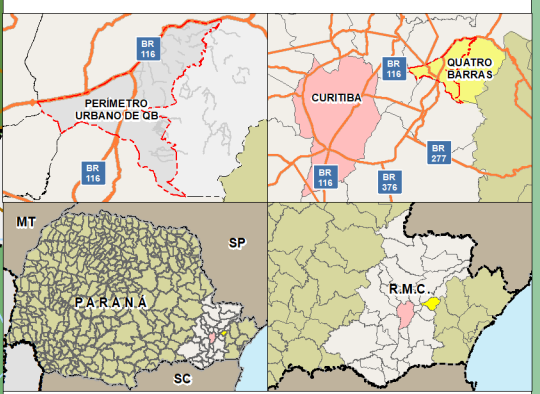 BR
116
PERÍMETRO
URBANO DE QB
BR
116
BR
116
QUATRO
BARRAS
CURITIBA
BR
277
BR
116
BR
376
MT
SP
PARANÁ
SC
R.M.C.